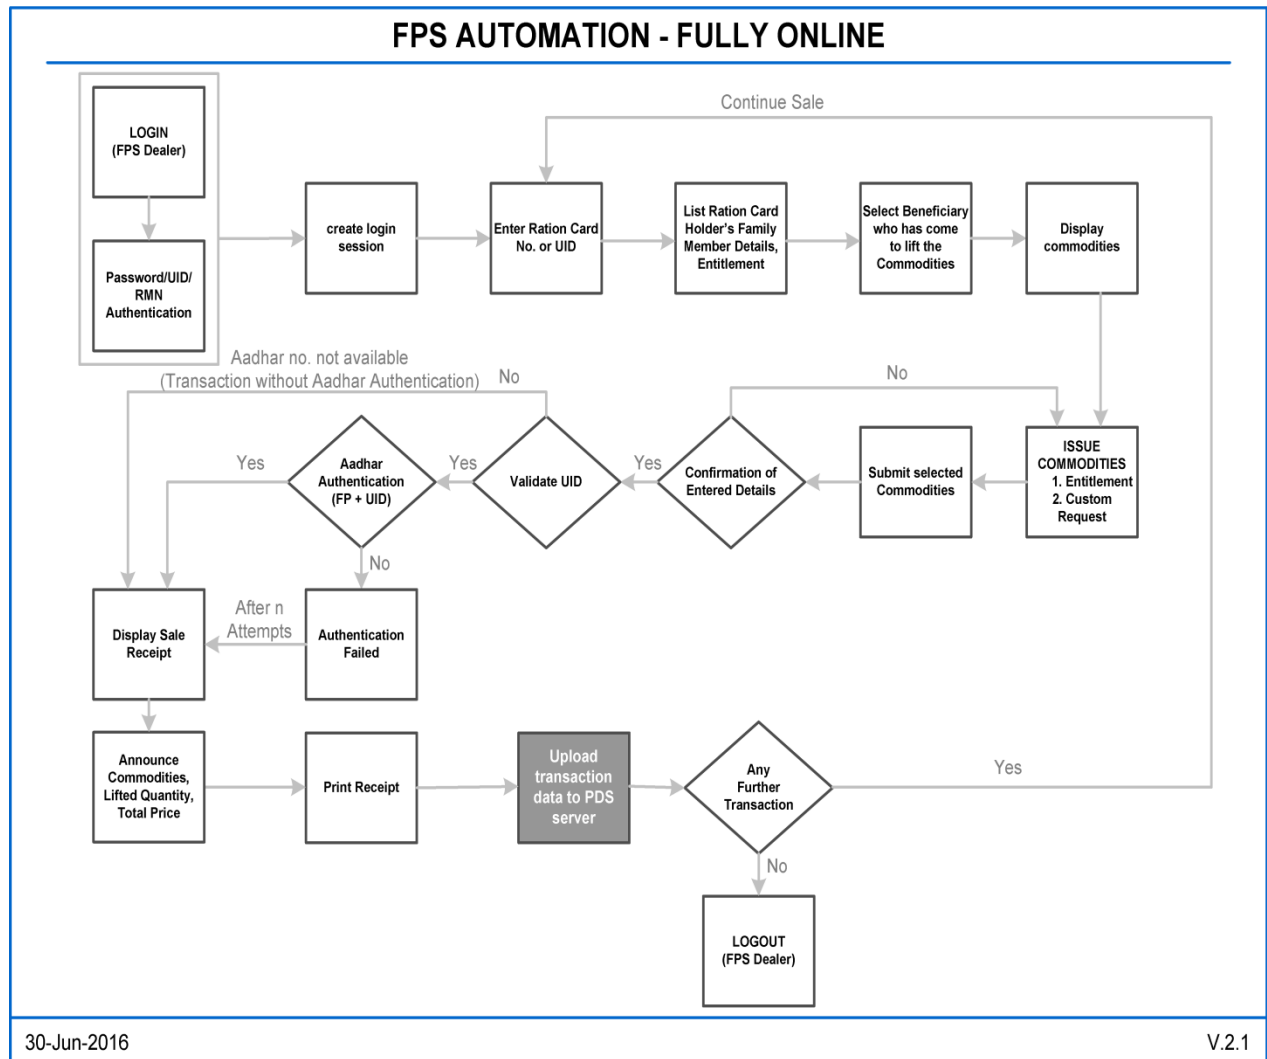 FPS AUTOMATION - FULLY ONLINE
Continue Sale
LOGIN
(FPS Dealer)
Password/UID/
RMN
Authentication
create login
session
Enter Ration Card
No. or UID
List Ration Card
Holder's Family
Member Details,
Entitlement
Select Beneficiary
who has come
to lift the
Commodities
Display
commodities
Aadhar no. not available
(Transaction without Aadhar Authentication)
No
No
Yes
Aadhar
Authentication
(FP + UID)
Yes
Validate UID
Yes
Confirmation of
Entered Details
Submit selected
Commodities
ISSUE
COMMODITIES
1. Entitlement
2. Custom
Request
No
Display Sale
Receipt
After n
Attempts
Authentication
Failed
Announce
Commodities,
Lifted Quantity,
Total Price
Print Receipt
Upload
transaction
data to PDS
server
Any
Further
Transaction
Yes
No
LOGOUT
(FPS Dealer)
30-Jun-2016
V.2.1